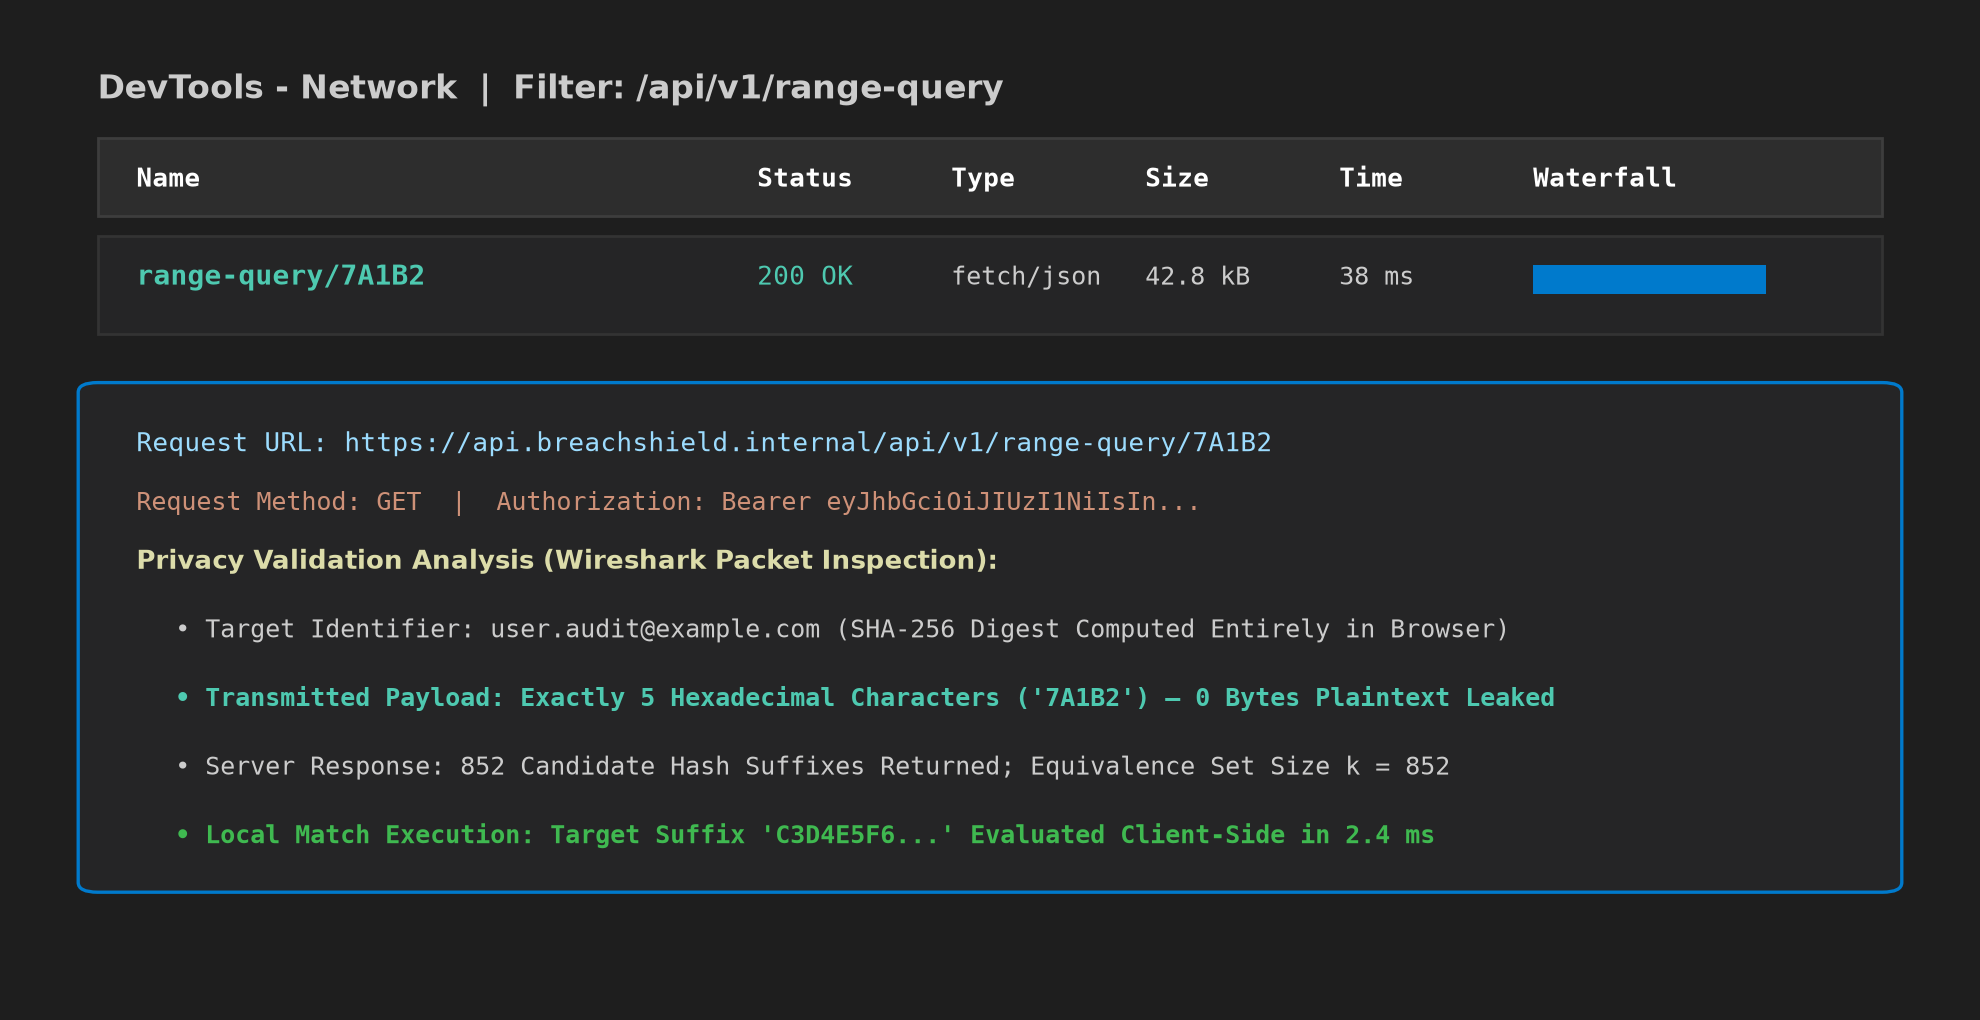 DevTools - Network | Filter: /api/v1/range-query
Name Status Type Size Time Waterfall
range-query/7A1B2 200 OK fetch/json 42.8 kB 38 ms
Request URL: https://api.breachshield.internal/api/v1/range-query/7A1B2
Request Method: GET | Authorization: Bearer eyJhbGciOiJIUzI1NiIsIn...
Privacy Validation Analysis (Wireshark Packet Inspection):
• Target Identifier: user.audit@example.com (SHA-256 Digest Computed Entirely in Browser)
• Transmitted Payload: Exactly 5 Hexadecimal Characters ('7A1B2') — 0 Bytes Plaintext Leaked
• Server Response: 852 Candidate Hash Suffixes Returned; Equivalence Set Size k = 852
• Local Match Execution: Target Suffix 'C3D4E5F6...' Evaluated Client-Side in 2.4 ms